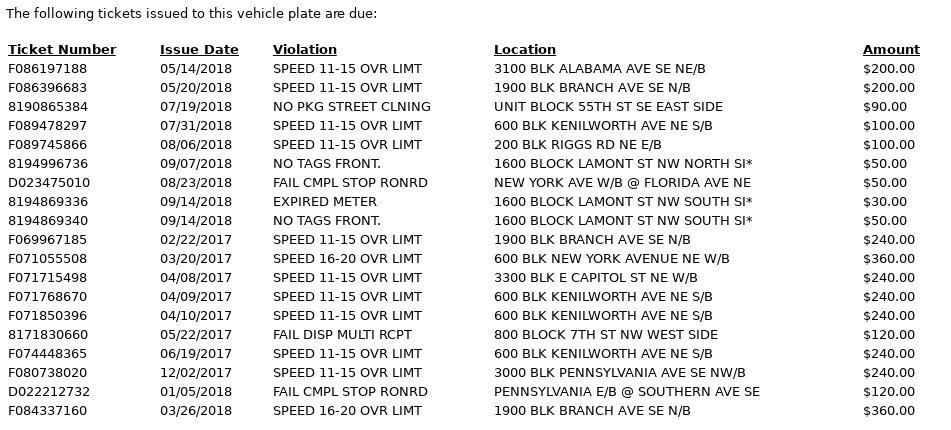 The following tickets issued to this vehicle plate are due:
Ticket Number Issue Date Violation Location Amount
F086197188 05/14/2018 SPEED 11-15 OVR LIMT 3100 BLK ALABAMA AVE SE NE/B $200.00
F086396683 05/20/2018 SPEED 11-15 OVR LIMT 1900 BLK BRANCH AVE SE N/B $200.00
8190865384 07/19/2018 NO PKG STREET CLNING UNIT BLOCK 55TH ST SE EAST SIDE $90.00
F089478297 07/31/2018 SPEED 11-15 OVR LIMT 600 BLK KENILWORTH AVE NE S/B $100.00
F089745866 08/06/2018 SPEED 11-15 OVR LIMT 200 BLK RIGGS RD NE E/B $100.00
8194996736 09/07/2018 NO TAGS FRONT. 1600 BLOCK LAMONT ST NW NORTH SI* $50.00
D023475010 08/23/2018 FAIL CMPL STOP RONRD NEW YORK AVE W/B @ FLORIDA AVE NE $50.00
8194869336 09/14/2018 EXPIRED METER 1600 BLOCK LAMONT ST NW SOUTH SI* $30.00
8194869340 09/14/2018 NO TAGS FRONT. 1600 BLOCK LAMONT ST NW SOUTH SI* $50.00
F069967185 02/22/2017 SPEED 11-15 OVR LIMT 1900 BLK BRANCH AVE SE N/B $240.00
F071055508 03/20/2017 SPEED 16-20 OVR LIMT 600 BLK NEW YORK AVENUE NE W/B $360.00
F071715498 04/08/2017 SPEED 11-15 OVR LIMT 3300 BLK E CAPITOL ST NE W/B $240.00
F071768670 04/09/2017 SPEED 11-15 OVR LIMT 600 BLK KENILWORTH AVE NE S/B $240.00
F071850396 04/10/2017 SPEED 11-15 OVR LIMT 600 BLK KENILWORTH AVE NE S/B $240.00
8171830660 05/22/2017 FAIL DISP MULTI RCPT 800 BLOCK 7TH ST NW WEST SIDE $120.00
F074448365 06/19/2017 SPEED 11-15 OVR LIMT 600 BLK KENILWORTH AVE NE S/B $240.00
F080738020 12/02/2017 SPEED 11-15 OVR LIMT 3000 BLK PENNSYLVANIA AVE SE NW/B $240.00
D022212732 01/05/2018 FAIL CMPL STOP RONRD PENNSYLVANIA E/B @ SOUTHERN AVE SE $120.00
F084337160 03/26/2018 SPEED 16-20 OVR LIMT 1900 BLK BRANCH AVE SE N/B $360.00